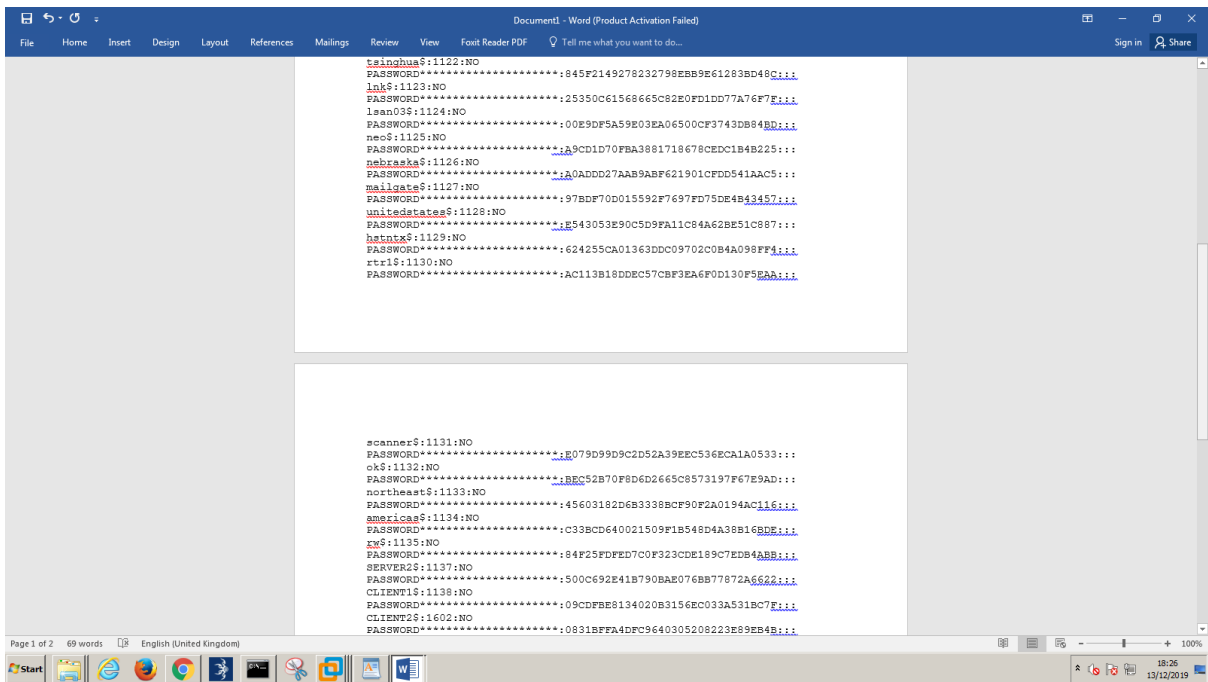 Document1 - Word (Product Activation Failed)
File Home Insert Design Layout References Mailings Review View Foxit Reader PDF Tell me what you want to do... Sign in Share
tsinghua$:1122:NO
PASSWORD*********************:845F2149278232798EBB9E61283BD48C:::
lnk$:1123:NO
PASSWORD*********************:25350C61568665C82E0FD1DD77A76F7F:::
lsan03$:1124:NO
PASSWORD*********************:00E9DF5A59E03EA06500CF3743DB84BD:::
neo$:1125:NO
PASSWORD*********************:A9CD1D70FBA3881718678CEDC1B4B225:::
nebraska$:1126:NO
PASSWORD*********************:A0ADDD27AAB9ABF621901CFDD541AAC5:::
mailgate$:1127:NO
PASSWORD*********************:97BDF70D015592F7697FD75DE4B43457:::
unitedstates$:1128:NO
PASSWORD*********************:E543053E90C5D9FA11C84A62BE51C887:::
hstntx$:1129:NO
PASSWORD*********************:624255CA01363DDC09702C0B4A098FF4:::
rtr1$:1130:NO
PASSWORD*********************:AC113B18DDEC57CBF3EA6F0D130F5EAA:::
scanner$:1131:NO
PASSWORD*********************:E079D99D9C2D52A39EEC536ECA1A0533:::
ok$:1132:NO
PASSWORD*********************:BEC52B70F8D6D2665C8573197F67E9AD:::
northeast$:1133:NO
PASSWORD*********************:45603182D6B3338BCF90F2A0194AC116:::
americas$:1134:NO
PASSWORD*********************:C33BCD640021509F1B548D4A38B16BDE:::
rw$:1135:NO
PASSWORD*********************:84F25FDFED7C0F323CDE189C7EDB4ABB:::
SERVER2$:1137:NO
PASSWORD*********************:500C692E41B790BAE076BB77872A6622:::
CLIENT1$:1138:NO
PASSWORD*********************:09CDFBE8134020B3156EC033A531BC7F:::
CLIENT2$:1602:NO
PASSWORD*********************:0831BFFA4DFC9640305208223E89EB4B:::
Page 1 of 2 69 words English (United Kingdom) 100%
Start 18:26
13/12/2019